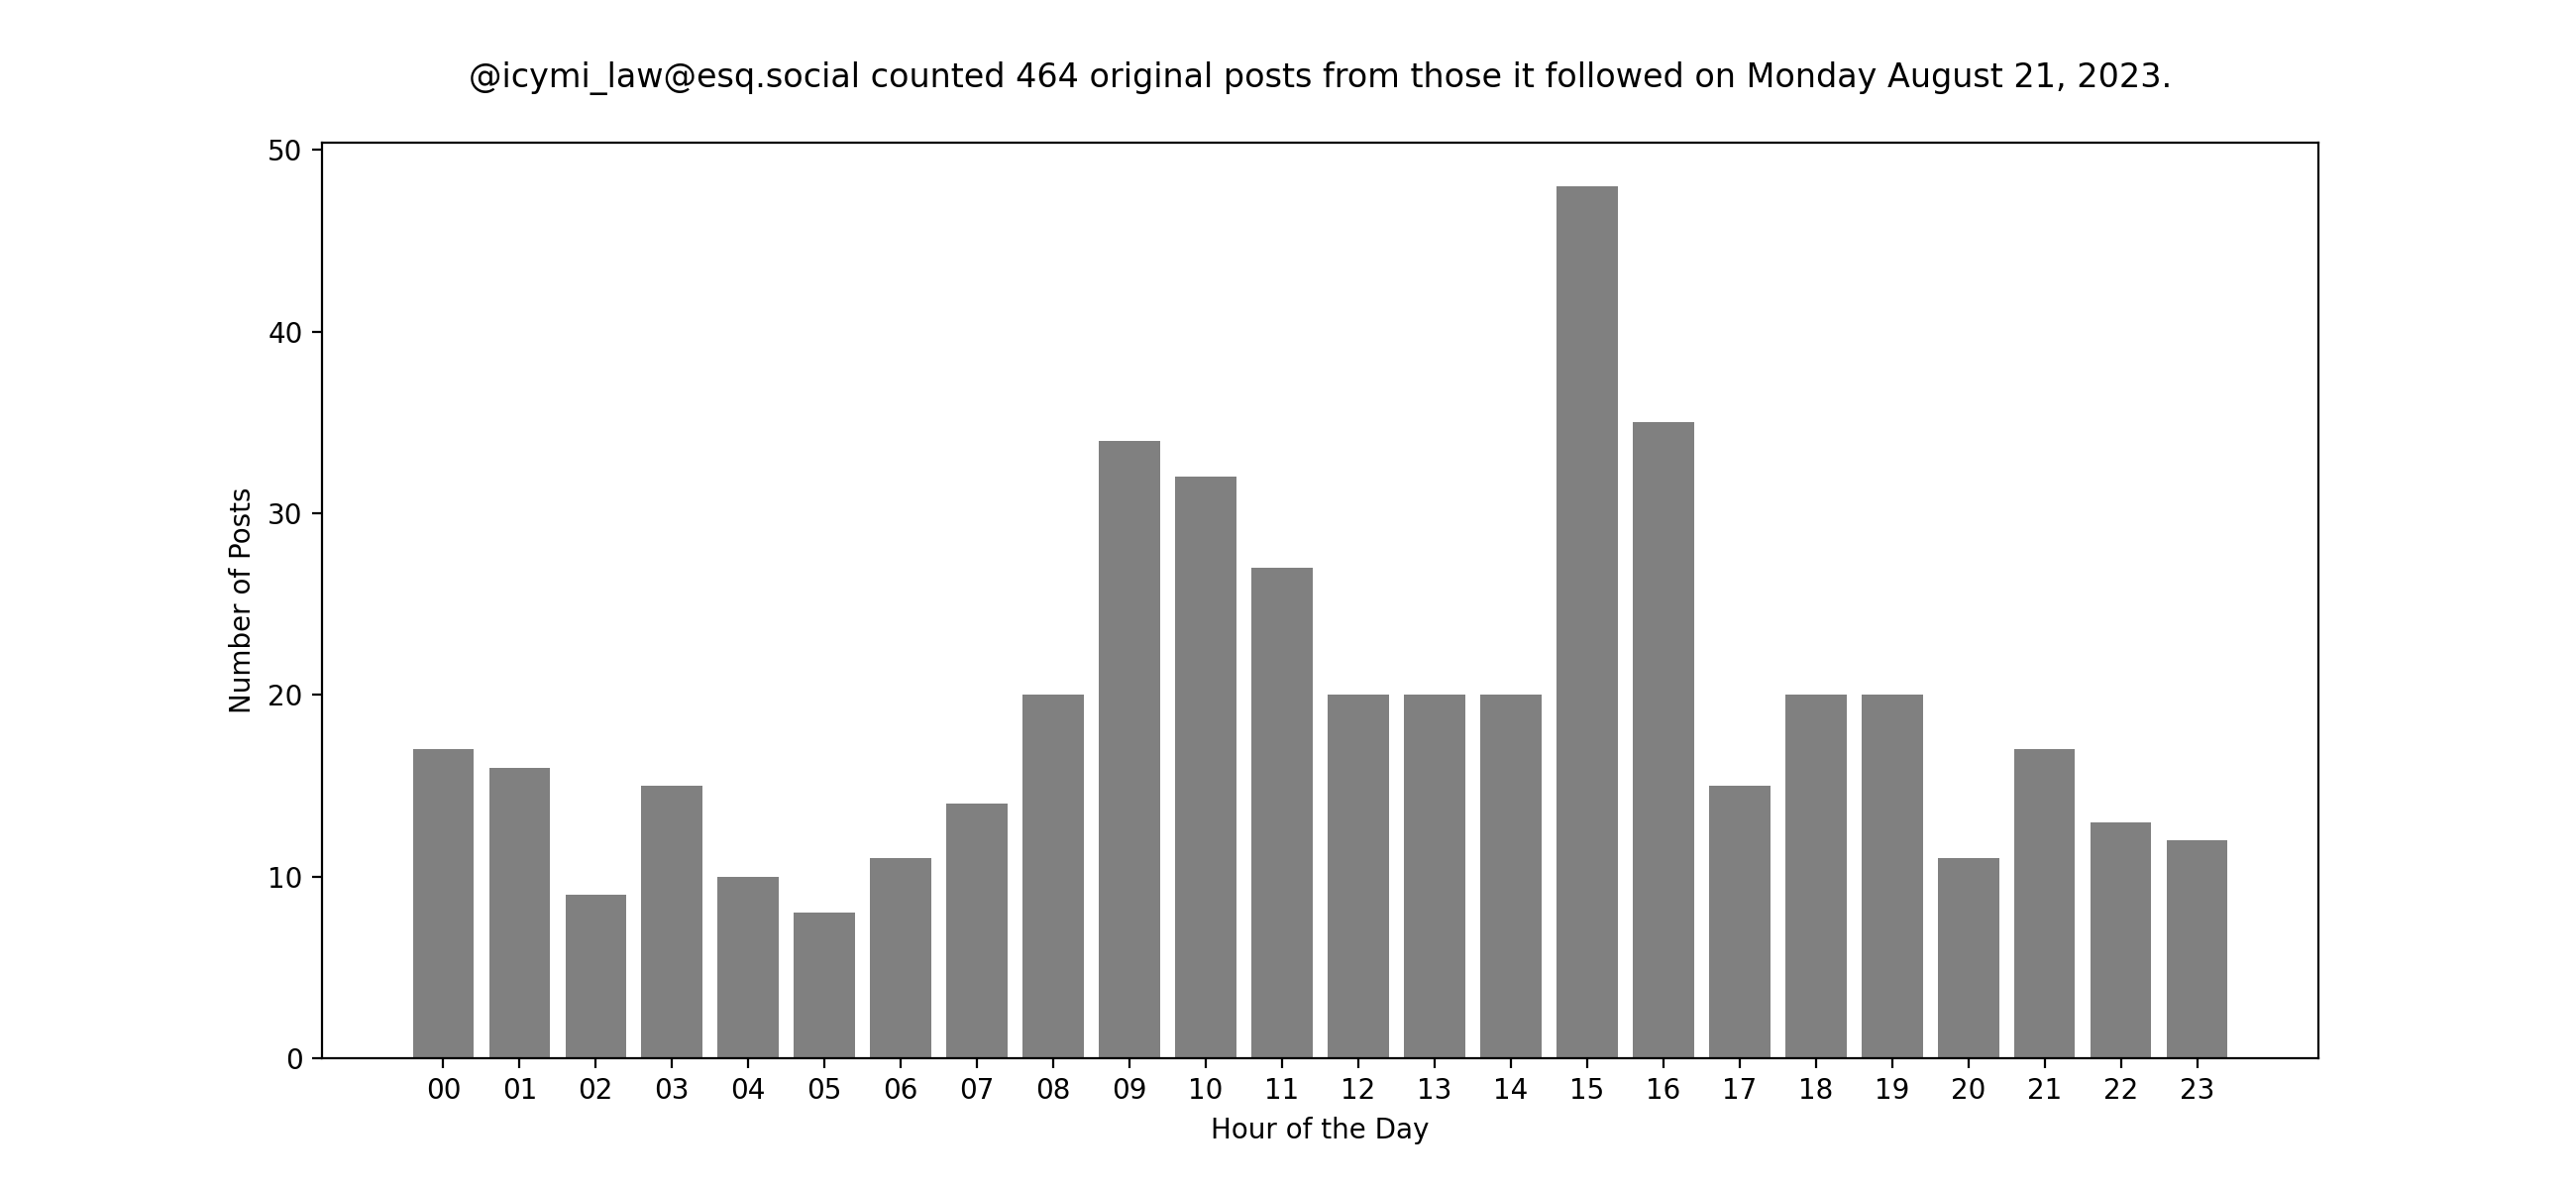 @icymi_law@esq.social counted 464 original posts from those it followed on Monday August 21, 2023.
50
40
30
20
10
0
Number of Posts
00 01 02 03 04 05 06 07 08 09 10 11 12 13 14 15 16 17 18 19 20 21 22 23
Hour of the Day